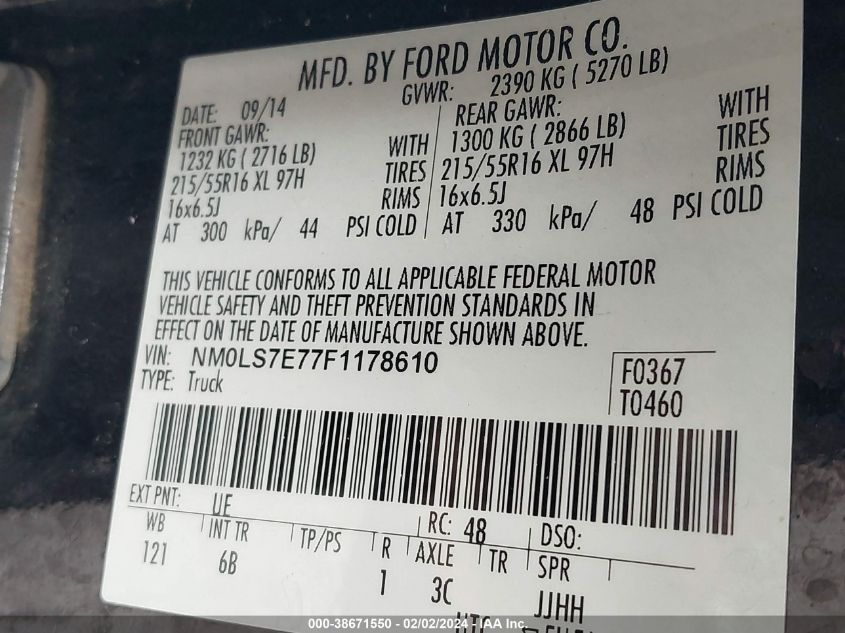 MFD. BY FORD MOTOR CO.
DATE: 09/14
GVWR: 2390 KG ( 5270 LB)
FRONT GAWR:
1232 KG ( 2716 LB) WITH
215/55R16 XL 97H TIRES
16x6.5J RIMS
AT 300 kPa/ 44 PSI COLD
REAR GAWR: WITH
1300 KG ( 2866 LB) TIRES
215/55R16 XL 97H RIMS
16x6.5J
AT 330 kPa/ 48 PSI COLD
THIS VEHICLE CONFORMS TO ALL APPLICABLE FEDERAL MOTOR
VEHICLE SAFETY AND THEFT PREVENTION STANDARDS IN
EFFECT ON THE DATE OF MANUFACTURE SHOWN ABOVE.
VIN: NM0LS7E77F1178610
TYPE: Truck
F0367
T0460
EXT PNT: UE RC: 48 DSO:
WB INT TR TP/PS R AXLE TR SPR
121 6B 1 3C JJHH
000-38671550 - 02/02/2024 - IAA Inc.